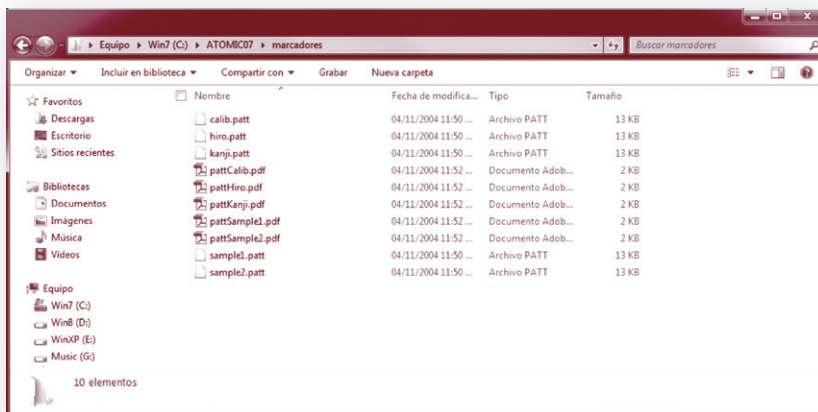 Equipo ▸ Win7 (C:) ▸ ATOMIC07 ▸ marcadores
Buscar marcadores
Organizar ▾ Incluir en biblioteca ▾ Compartir con ▾ Grabar Nueva carpeta
Favoritos
Descargas
Escritorio
Sitios recientes
Bibliotecas
Documentos
Imágenes
Música
Vídeos
Equipo
Win7 (C:)
Win8 (D:)
WinXP (E:)
Music (G:)
Nombre Fecha de modifica... Tipo Tamaño
calib.patt 04/11/2004 11:50 ... Archivo PATT 13 KB
hiro.patt 04/11/2004 11:50 ... Archivo PATT 13 KB
kanji.patt 04/11/2004 11:50 ... Archivo PATT 13 KB
pattCalib.pdf 04/11/2004 11:52 ... Documento Adob... 2 KB
pattHiro.pdf 04/11/2004 11:52 ... Documento Adob... 2 KB
pattKanji.pdf 04/11/2004 11:52 ... Documento Adob... 2 KB
pattSample1.pdf 04/11/2004 11:52 ... Documento Adob... 2 KB
pattSample2.pdf 04/11/2004 11:52 ... Documento Adob... 2 KB
sample1.patt 04/11/2004 11:50 ... Archivo PATT 13 KB
sample2.patt 04/11/2004 11:50 ... Archivo PATT 13 KB
10 elementos